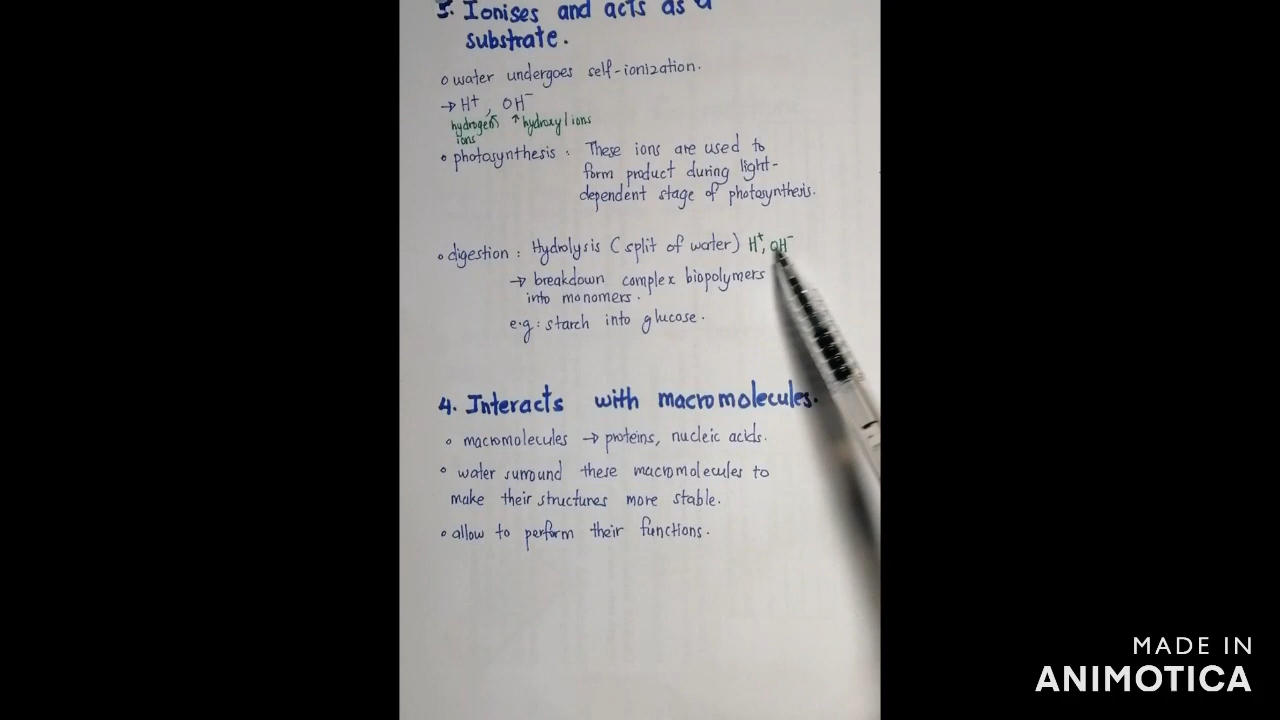 3. Ionises and acts as a
substrate.
o water undergoes self-ionization.
→ H⁺, OH⁻
hydrogen ↑ hydroxyl ions
ions
• photosynthesis : These ions are used to
form product during light-
dependent stage of photosynthesis.
• digestion : Hydrolysis (split of water) H⁺, OH⁻
→ breakdown complex biopolymers
into monomers.
e.g: starch into glucose.
4. Interacts with macromolecules.
o macromolecules → proteins, nucleic acids.
o water surround these macromolecules to
make their structures more stable.
o allow to perform their functions.
MADE IN
ANIMOTICA